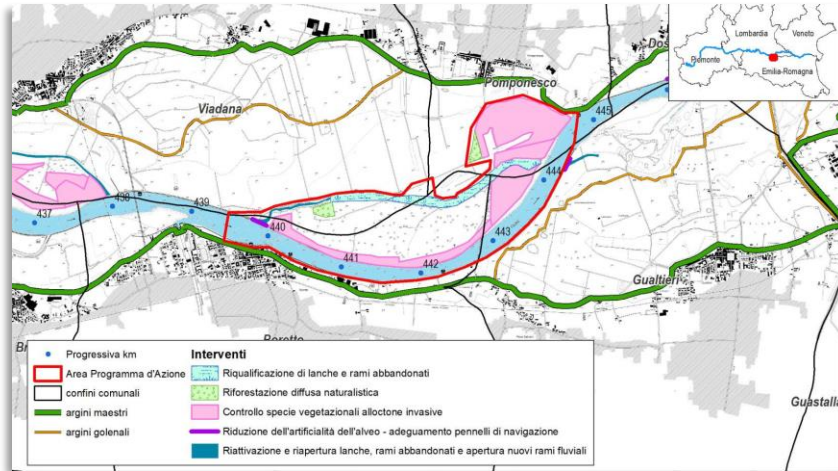 Lombardia
Veneto
Piemonte
Emilia-Romagna
Pomponesco
Viadana
445
444
443
442
441
440
439
438
437
Gualtieri
Guastalla
Progressiva km
Area Programma d'Azione
confini comunali
argini maestri
argini golenali
Interventi
Riqualificazione di lanche e rami abbandonati
Riforestazione diffusa naturalistica
Controllo specie vegetazionali alloctone invasive
Riduzione dell'artificialità dell'alveo - adeguamento pennelli di navigazione
Riattivazione e riapertura lanche, rami abbandonati e apertura nuovi rami fluviali